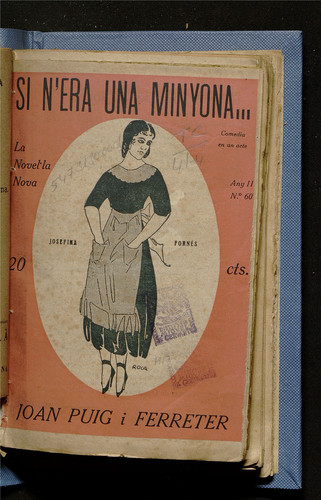 SI N'ERA UNA MINYONA...
Comedia
en un acte
La
Novel·la
Nova
Any II
N.º 60
JOSEFINA
FORNÉS
20
cts.
ROIG
JOAN PUIG i FERRETER